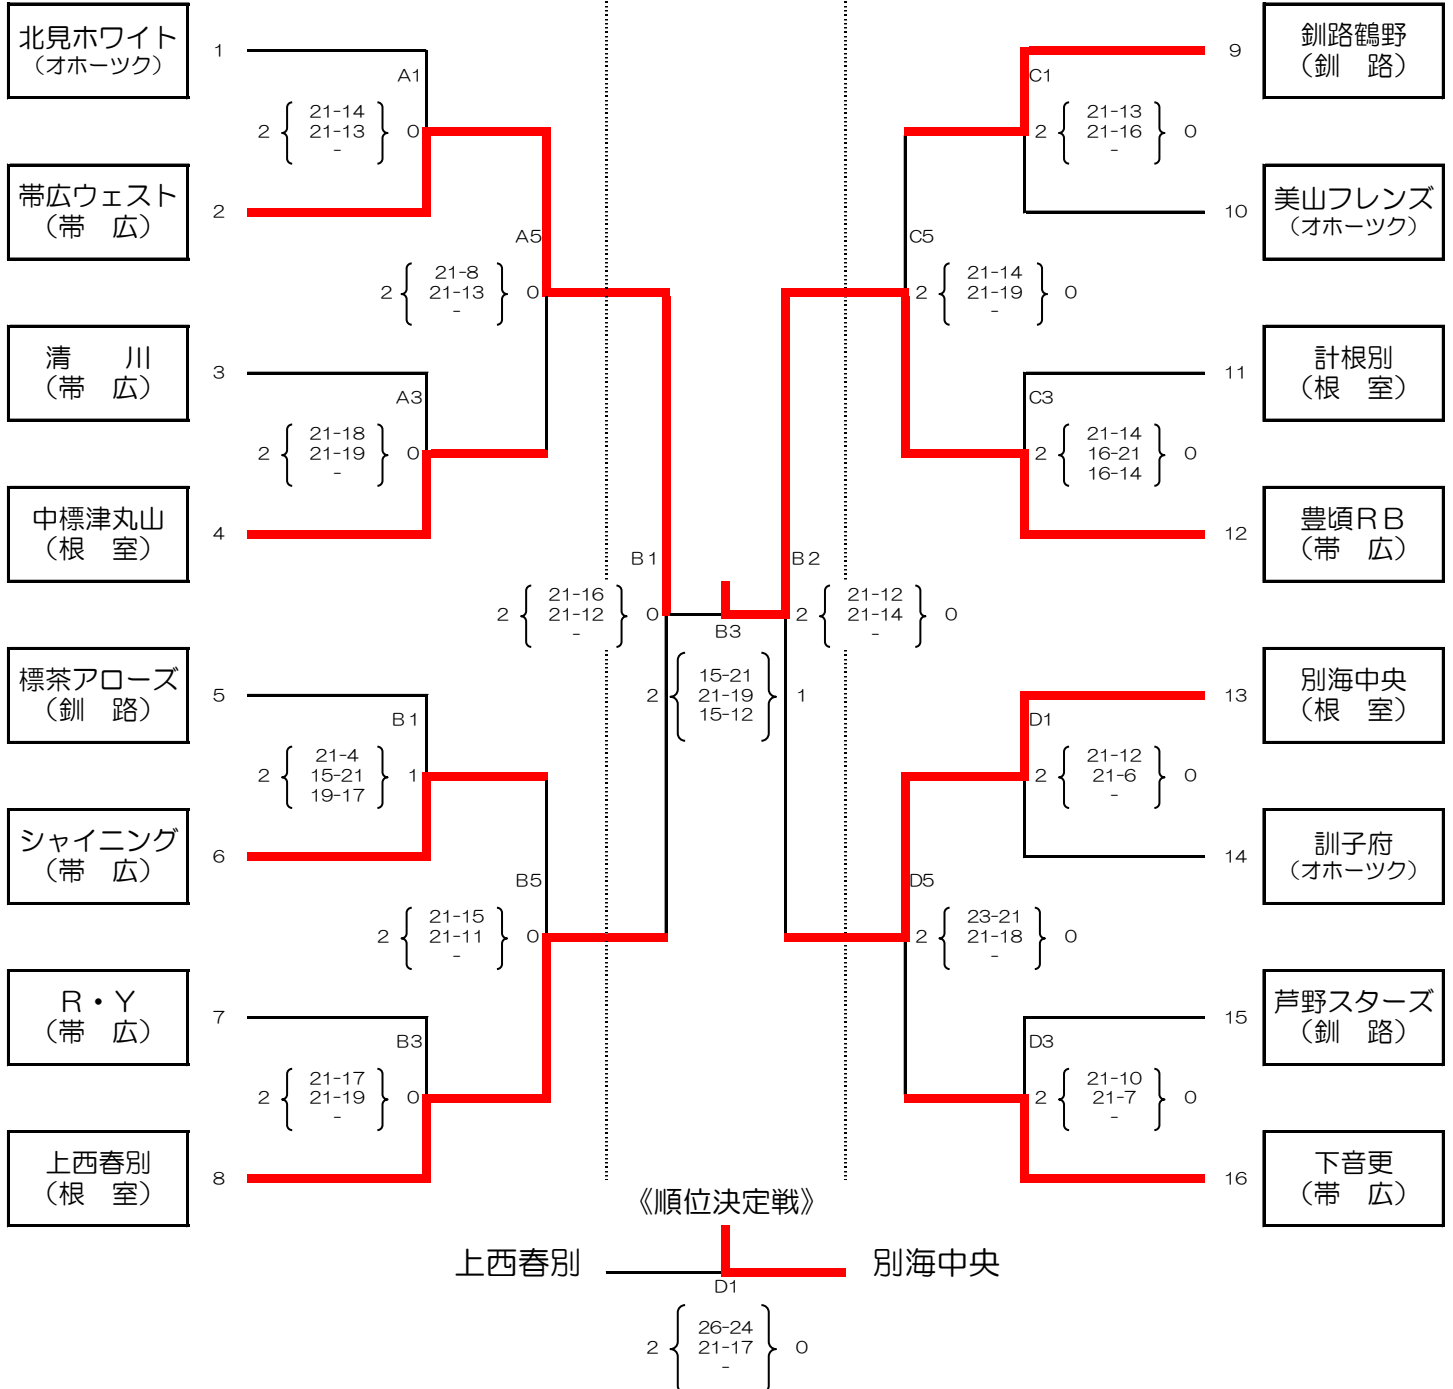 北見ホワイト
（オホーツク）
1
A1
21-14
2 21-13 0
-
帯広ウェスト
（帯　広）
2
A5
21-8
2 21-13 0
-
清　　川
（帯　広）
3
A3
21-18
2 21-19 0
-
中標津丸山
（根　室）
4
B1
21-16
2 21-12 0
-
標茶アローズ
（釧　路）
5
B1
21-4
2 15-21 1
19-17
シャイニング
（帯　広）
6
B5
21-15
2 21-11 0
-
R・Y
（帯　広）
7
B3
21-17
2 21-19 0
-
上西春別
（根　室）
8
B3
15-21
2 21-19 1
15-12
釧路鶴野
（釧　路）
9
C1
21-13
2 21-16 0
-
美山フレンズ
（オホーツク）
10
C5
21-14
2 21-19 0
-
計根別
（根　室）
11
C3
21-14
2 16-21 0
16-14
豊頃RB
（帯　広）
12
B2
21-12
2 21-14 0
-
別海中央
（根　室）
13
D1
21-12
2 21-6 0
-
訓子府
（オホーツク）
14
D5
23-21
2 21-18 0
-
芦野スターズ
（釧　路）
15
D3
21-10
2 21-7 0
-
下音更
（帯　広）
16
《順位決定戦》
上西春別 別海中央
D1
26-24
2 21-17 0
-